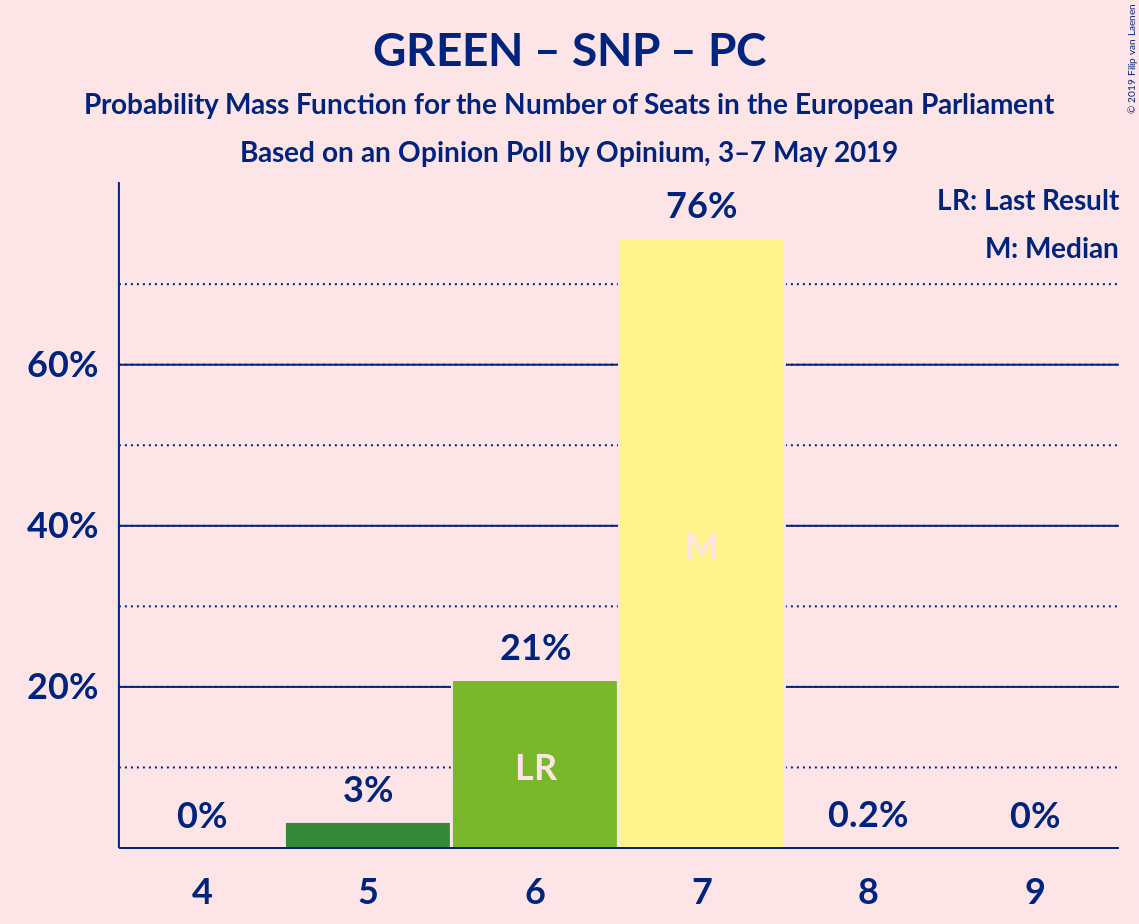 GREEN – SNP – PC
Probability Mass Function for the Number of Seats in the European Parliament
Based on an Opinion Poll by Opinium, 3–7 May 2019
© 2019 Filip van Laenen
LR: Last Result
M: Median
76%
60%
40%
M
21%
20%
LR
3%
0%
0.2%
0%
4 5 6 7 8 9